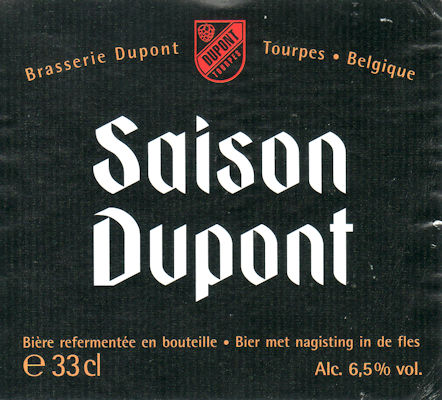 Brasserie Dupont
DUPONT
TOURPES
Tourpes • Belgique
Saison
Dupont
Bière refermentée en bouteille • Bier met nagisting in de fles
℮ 33 cl
Alc. 6,5% vol.